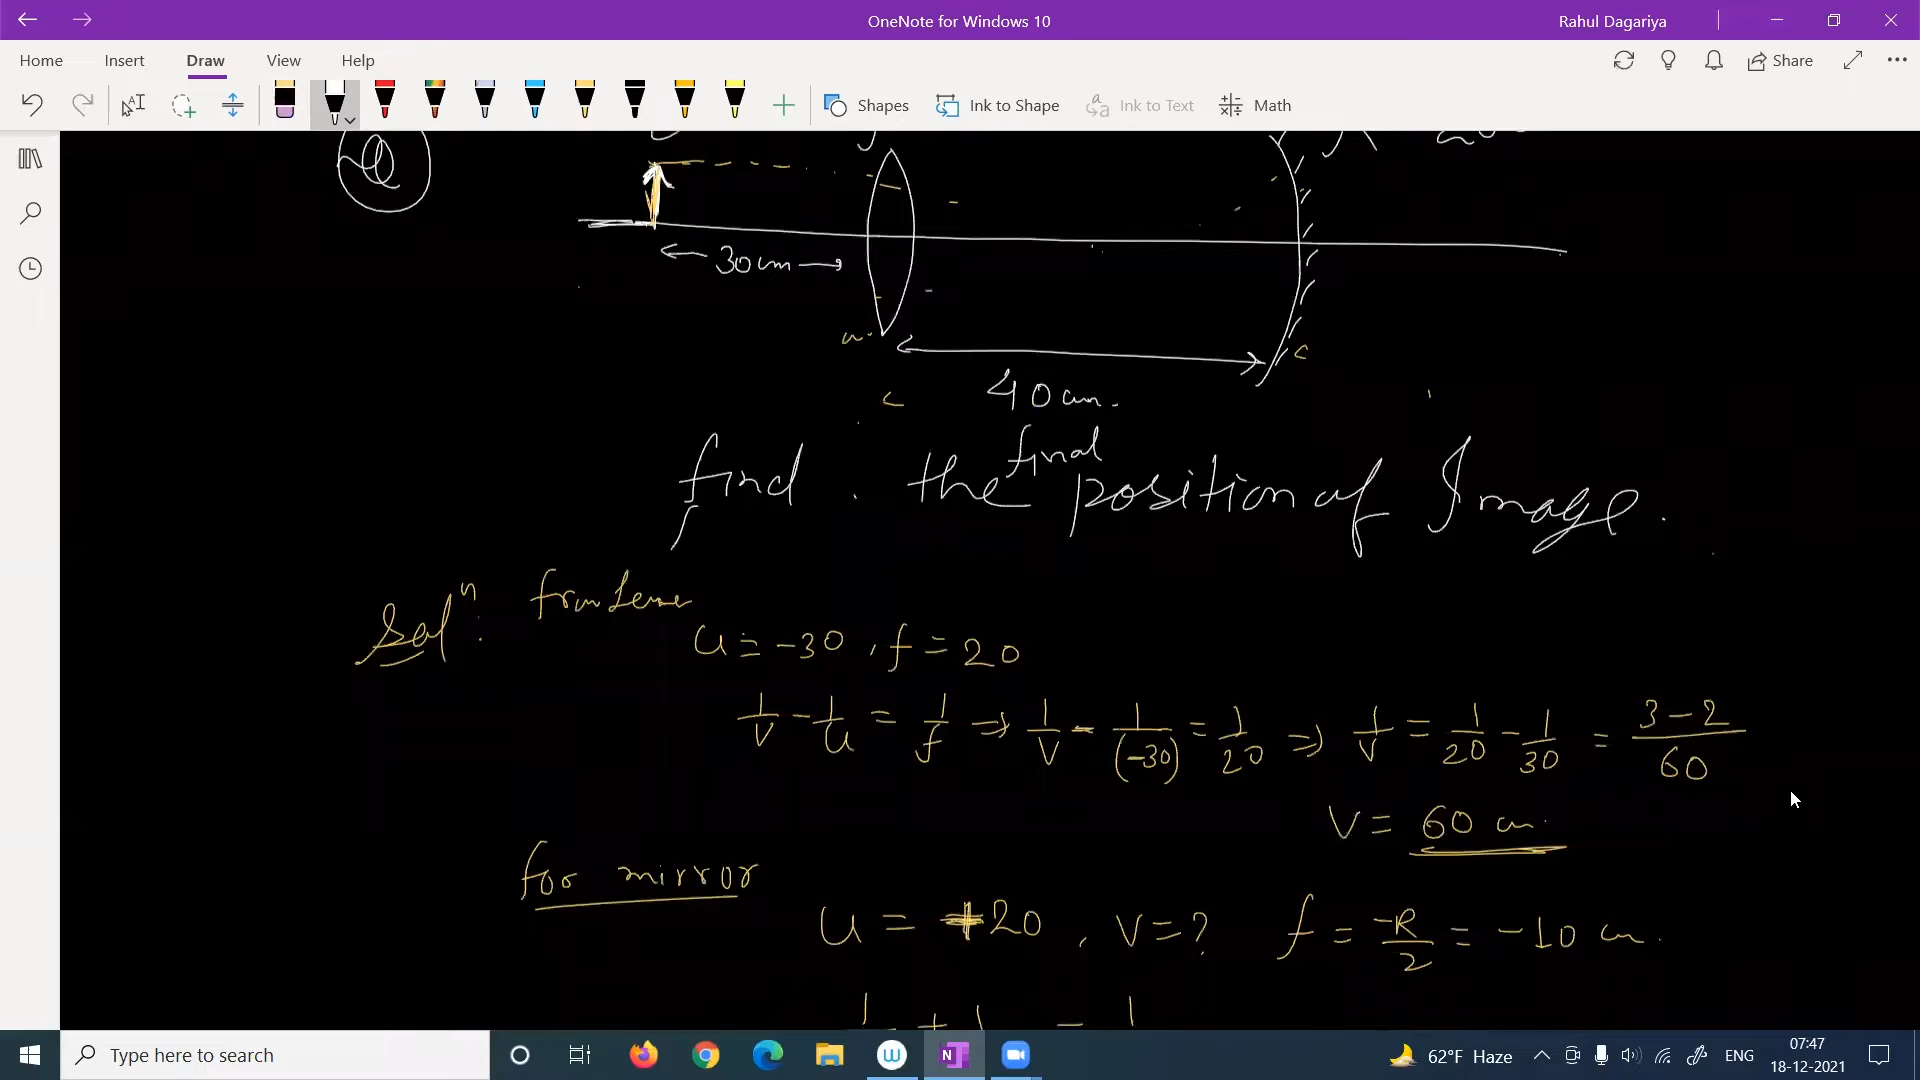 OneNote for Windows 10
Rahul Dagariya
Home Insert Draw View Help
Share
Shapes Ink to Shape Ink to Text Math
Q
30cm
40 cm.
find the final position of Image.
Solⁿ: from Lens
u = -30, f = 20
1/V - 1/u = 1/f ⇒ 1/V - 1/(-30) = 1/20 ⇒ 1/V = 1/20 - 1/30 = 3-2/60
V = 60 cm.
for mirror
u = +20, V = ? f = -R/2 = -10 cm.
Type here to search
62°F Haze
ENG
07:47
18-12-2021